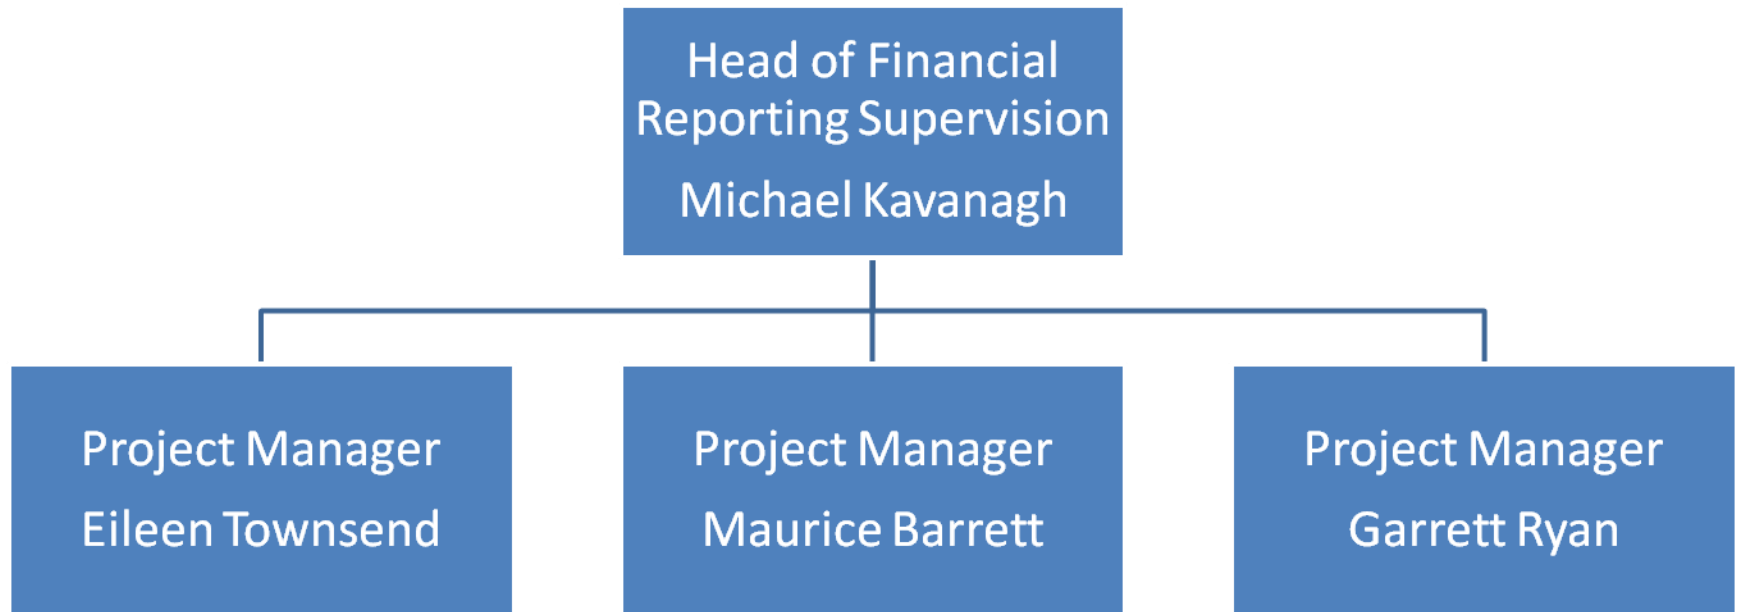 Head of Financial
Reporting Supervision
Michael Kavanagh
Project Manager
Eileen Townsend
Project Manager
Maurice Barrett
Project Manager
Garrett Ryan